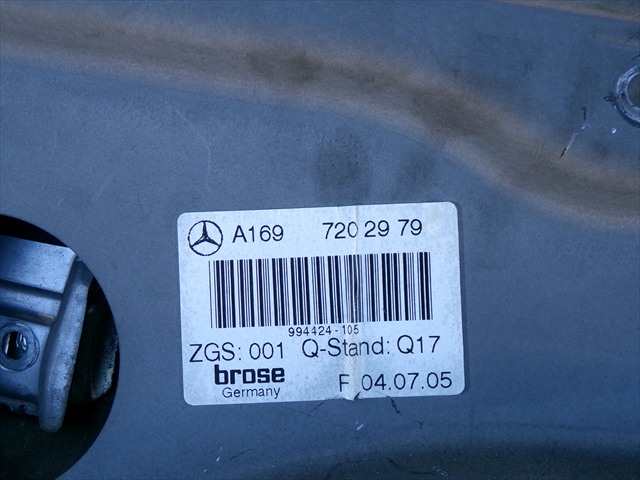 A169 720 29 79
994424-105
ZGS: 001 Q-Stand: Q17
brose
Germany F 04.07.05